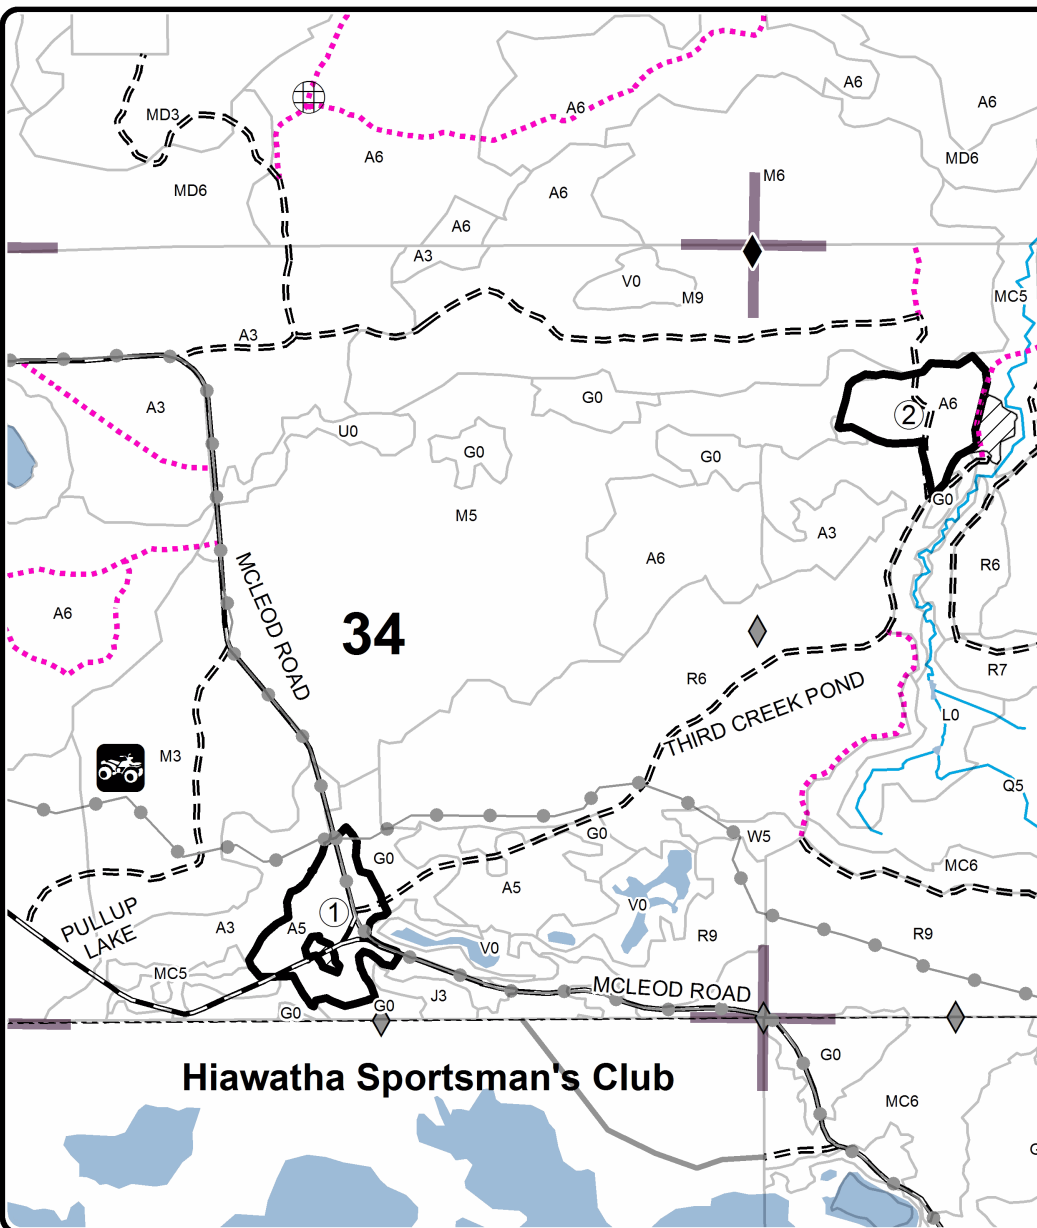 A6
A6
A6
MD3
A6
MD6
M6
MD6
A6
A6
A3
V0
M9
MC5
A3
A3
G0
A6
2
U0
G0
G0
G0
M5
A3
A6
R6
A6
MCLEOD ROAD
34
R7
R6
THIRD CREEK POND
L0
M3
Q5
G0
W5
G0
MC6
A5
V0
1
PULLUP
LAKE
A3
A5
R9
R9
V0
MC5
J3
MCLEOD ROAD
G0
G0
G0
Hiawatha Sportsman's Club
MC6